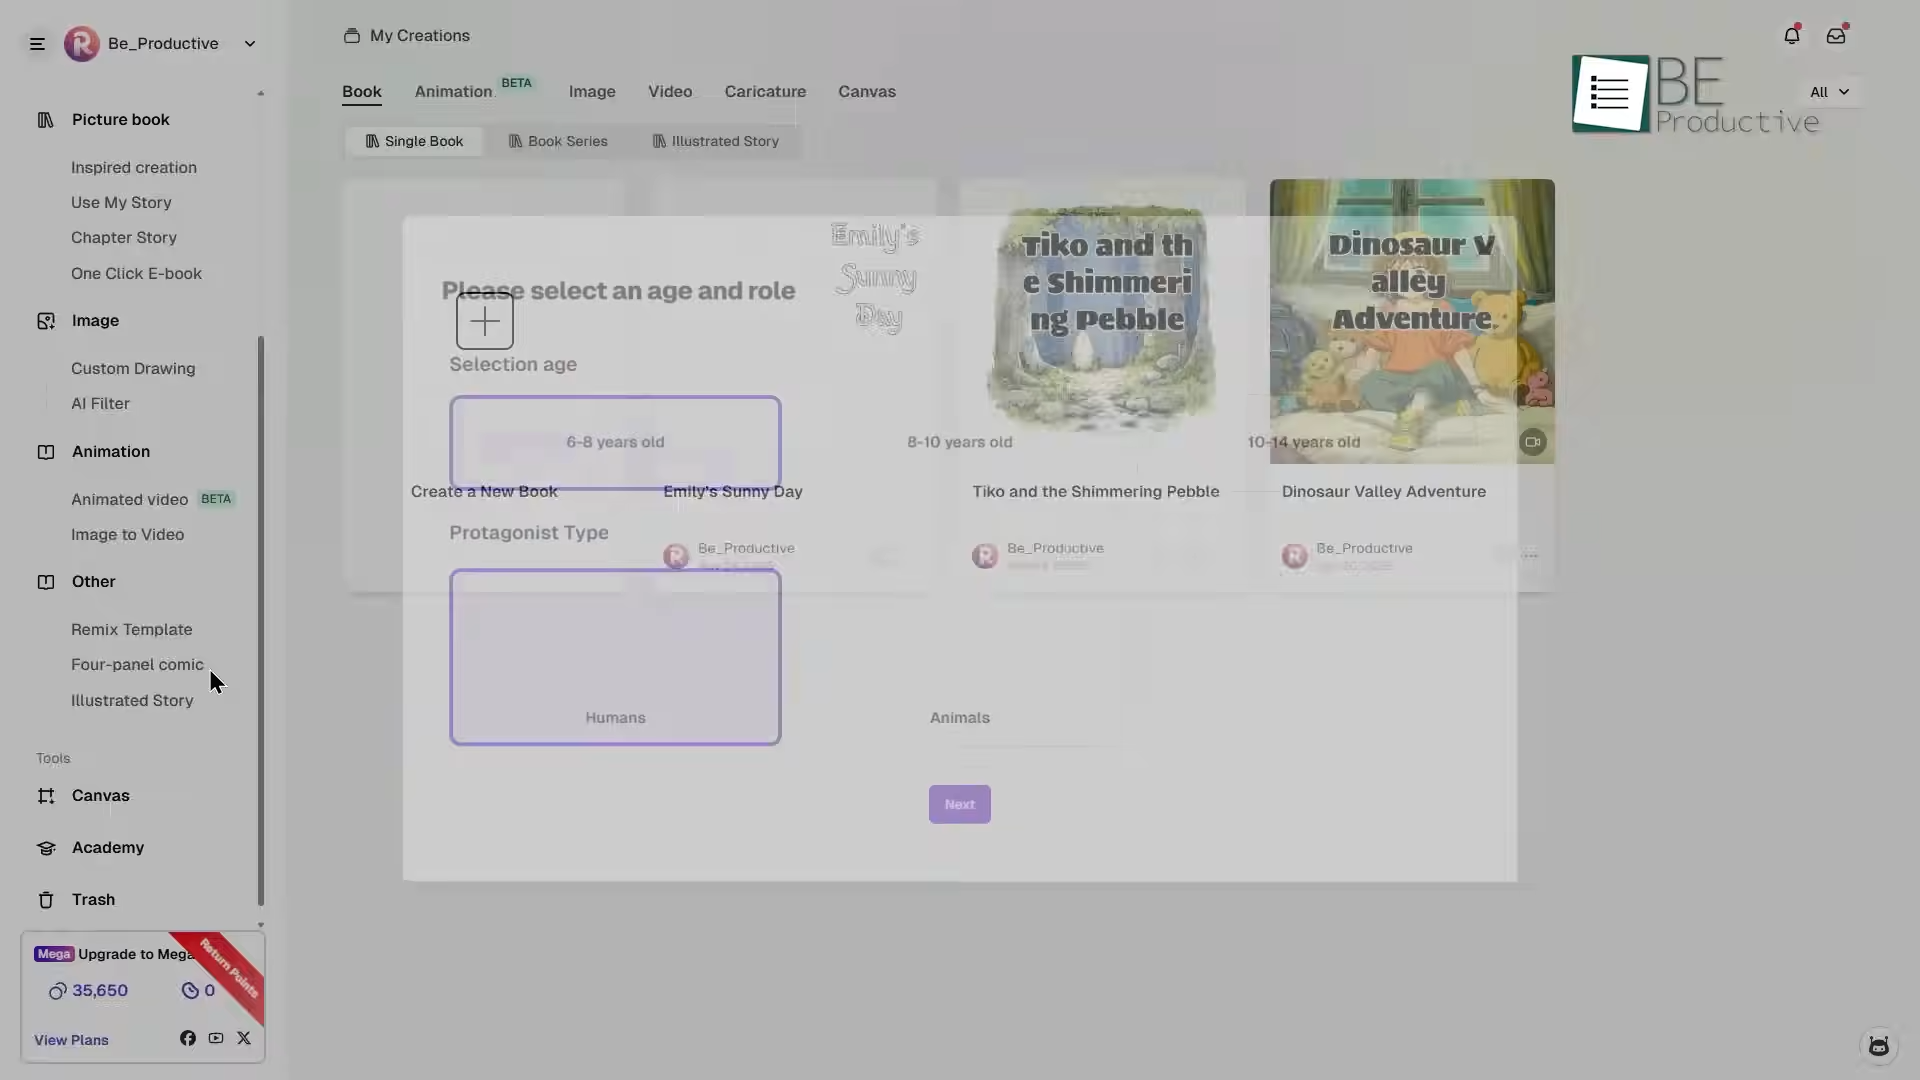 Be_Productive
My Creations
BE
Productive
Book
Animation
BETA
Image
Video
Caricature
Canvas
All
Single Book
Book Series
Illustrated Story
Picture book
Inspired creation
Use My Story
Chapter Story
One Click E-book
Image
Custom Drawing
AI Filter
Animation
Animated video
BETA
Image to Video
Other
Remix Template
Four-panel comic
Illustrated Story
Tools
Canvas
Academy
Trash
Mega Upgrade to Mega
Return Points
35,650
0
View Plans
Emily's
Sunny
Day
Tiko and th
e Shimmeri
ng Pebble
Dinosaur V
alley
Adventure
Please select an age and role
Selection age
6-8 years old
8-10 years old
10-14 years old
Create a New Book
Emily's Sunny Day
Tiko and the Shimmering Pebble
Dinosaur Valley Adventure
Protagonist Type
Be_Productive
Be_Productive
Be_Productive
Humans
Animals
Next